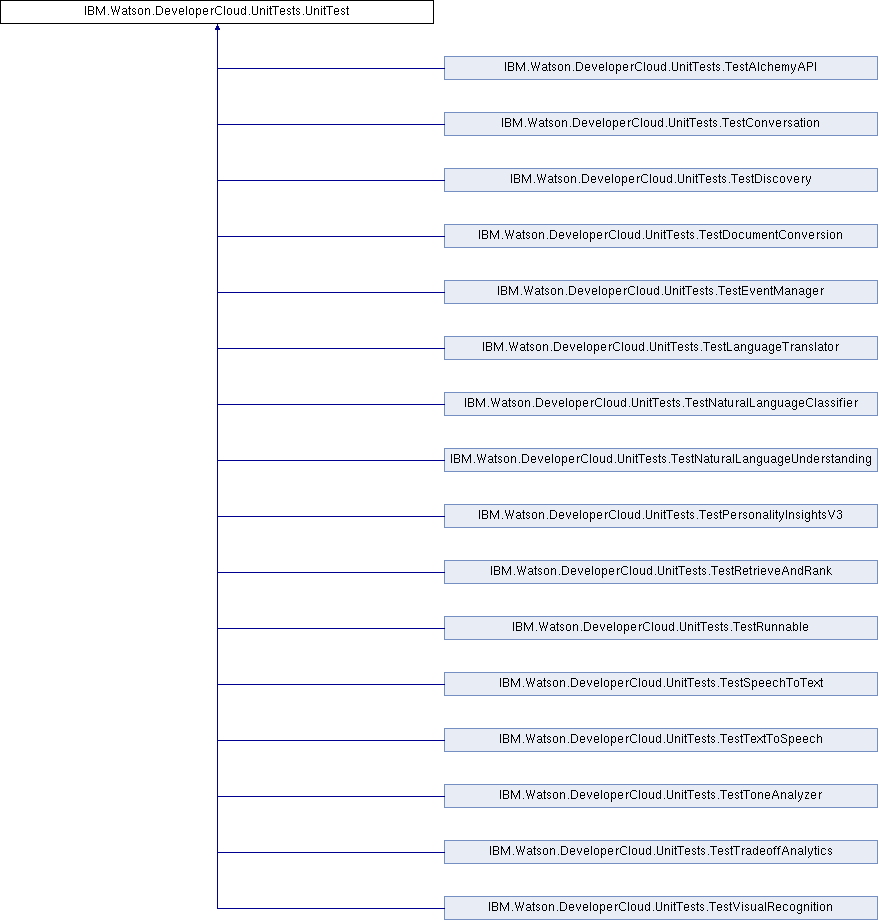 IBM.Watson.DeveloperCloud.UnitTests.UnitTest
IBM.Watson.DeveloperCloud.UnitTests.TestAlchemyAPI
IBM.Watson.DeveloperCloud.UnitTests.TestConversation
IBM.Watson.DeveloperCloud.UnitTests.TestDiscovery
IBM.Watson.DeveloperCloud.UnitTests.TestDocumentConversion
IBM.Watson.DeveloperCloud.UnitTests.TestEventManager
IBM.Watson.DeveloperCloud.UnitTests.TestLanguageTranslator
IBM.Watson.DeveloperCloud.UnitTests.TestNaturalLanguageClassifier
IBM.Watson.DeveloperCloud.UnitTests.TestNaturalLanguageUnderstanding
IBM.Watson.DeveloperCloud.UnitTests.TestPersonalityInsightsV3
IBM.Watson.DeveloperCloud.UnitTests.TestRetrieveAndRank
IBM.Watson.DeveloperCloud.UnitTests.TestRunnable
IBM.Watson.DeveloperCloud.UnitTests.TestSpeechToText
IBM.Watson.DeveloperCloud.UnitTests.TestTextToSpeech
IBM.Watson.DeveloperCloud.UnitTests.TestToneAnalyzer
IBM.Watson.DeveloperCloud.UnitTests.TestTradeoffAnalytics
IBM.Watson.DeveloperCloud.UnitTests.TestVisualRecognition